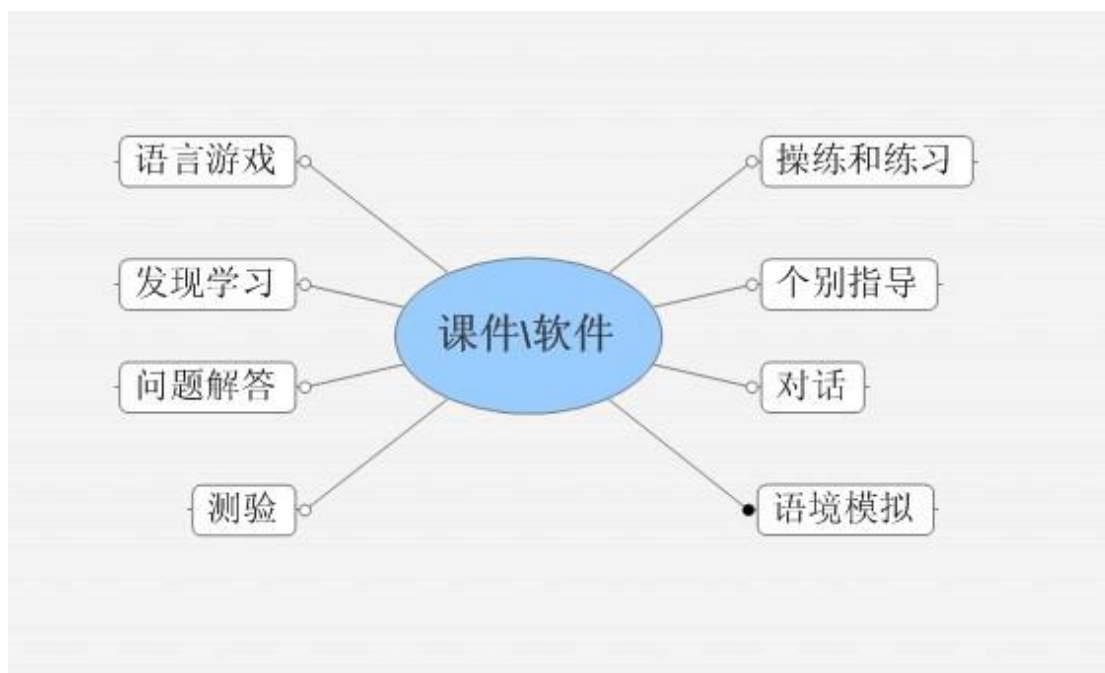 语言游戏
操练和练习
发现学习
个别指导
课件\软件
问题解答
对话
测验
语境模拟